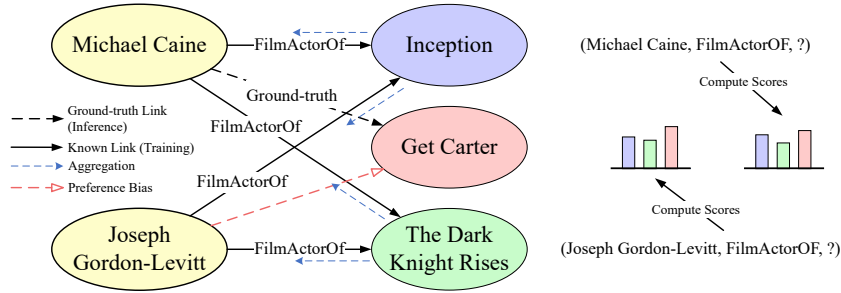 Michael Caine
FilmActorOf
Inception
(Michael Caine, FilmActorOF, ?)
Compute Scores
Ground-truth
Ground-truth Link
(Inference)
Known Link (Training)
Aggregation
Preference Bias
FilmActorOf
Get Carter
FilmActorOf
Compute Scores
Joseph
Gordon-Levitt
FilmActorOf
The Dark
Knight Rises
(Joseph Gordon-Levitt, FilmActorOF, ?)